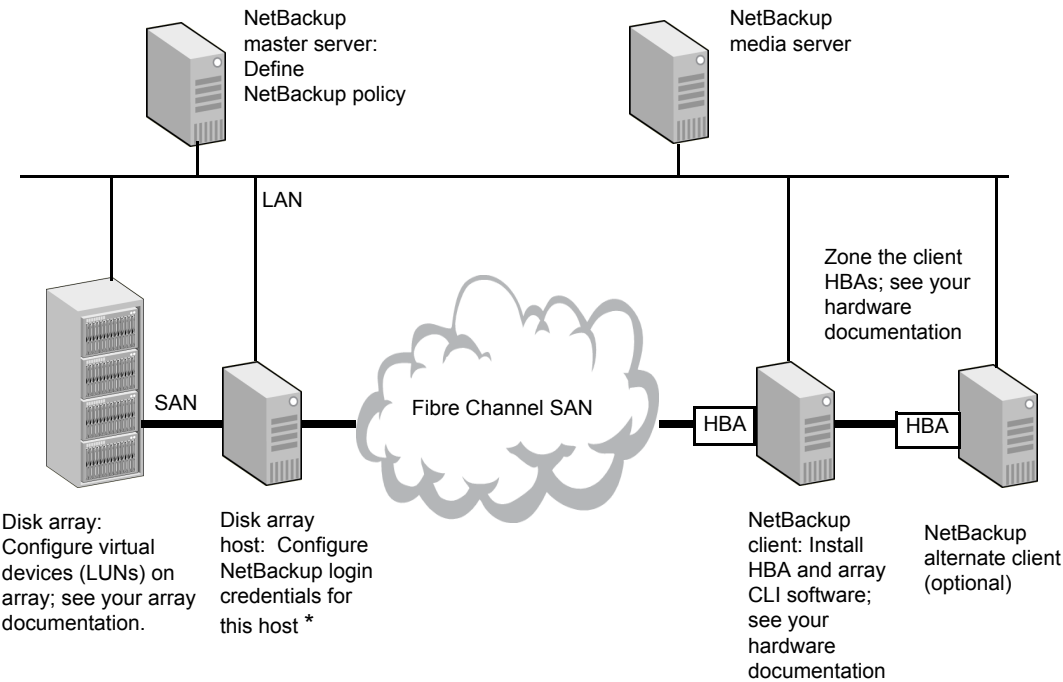 NetBackup
master server:
Define
NetBackup policy
NetBackup
media server
LAN
Zone the client
HBAs; see your
hardware
documentation
SAN
Fibre Channel SAN
HBA
HBA
Disk array:
Configure virtual
devices (LUNs) on
array; see your array
documentation.
Disk array
host: Configure
NetBackup login
credentials for
this host *
NetBackup
client: Install
HBA and array
CLI software;
see your
hardware
documentation
NetBackup
alternate client
(optional)